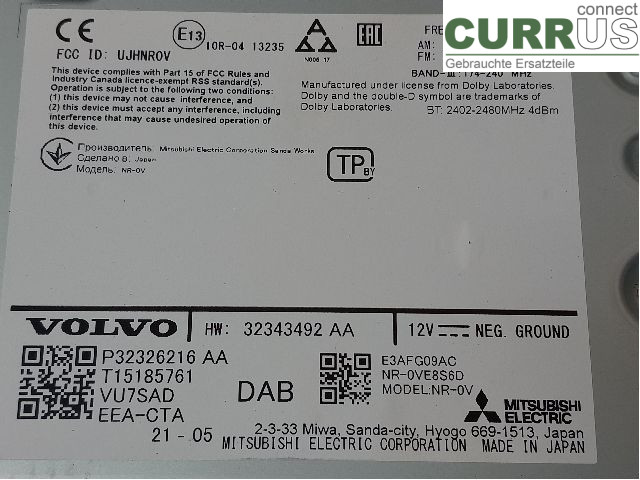 connect
CURRUS
Gebrauchte Ersatzteile
CE
E13
10R-04 13235
EAC
FCC ID: UJHNR0V
N006 17
FRE
AM:
FM:
BAND-III:174-240 MHz
This device complies with Part 15 of FCC Rules and
Industry Canada licence-exempt RSS standard(s).
Operation is subject to the following two conditions:
(1) this device may not cause interference, and
(2) this device must accept any interference, including
interference that may cause undesired operation of
this device.
Manufactured under license from Dolby Laboratories.
Dolby and the double-D symbol are trademarks of
Dolby Laboratories.
BT: 2402-2480MHz 4dBm
Производитель: Mitsubishi Electric Corporation Sanda Works
Сделано в: Japan
Модель: NR-0V
TP BY
VOLVO
HW: 32343492 AA
12V NEG. GROUND
P32326216 AA
T15185761
VU7SAD
EEA-CTA
21-05
DAB
E3AFG09AC
NR-0VE8S6D
MODEL:NR-0V
MITSUBISHI
ELECTRIC
2-3-33 Miwa, Sanda-city, Hyogo 669-1513, Japan
MITSUBISHI ELECTRIC CORPORATION MADE IN JAPAN